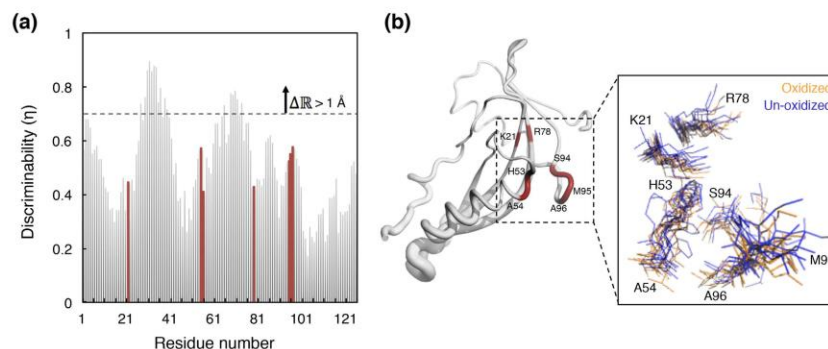 (a)
Discriminability (η)
1
0.8
0.6
0.4
0.2
0
Δℝ > 1 Å
1 21 41 61 81 101 121
Residue number
(b)
K21
R78
H53
S94
A54
M95
A96
Oxidized
Un-oxidized
R78
K21
H53
S94
M9
A54
A96